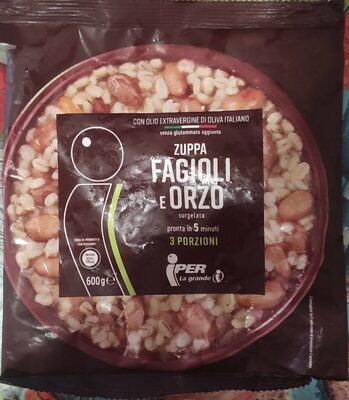 CON OLIO EXTRAVERGINE DI OLIVA ITALIANO
senza glutammato aggiunto
ZUPPA
FAGIOLI
E ORZO
surgelata
pronta in 5 minuti
3 PORZIONI
600g e
IPER
La grande i